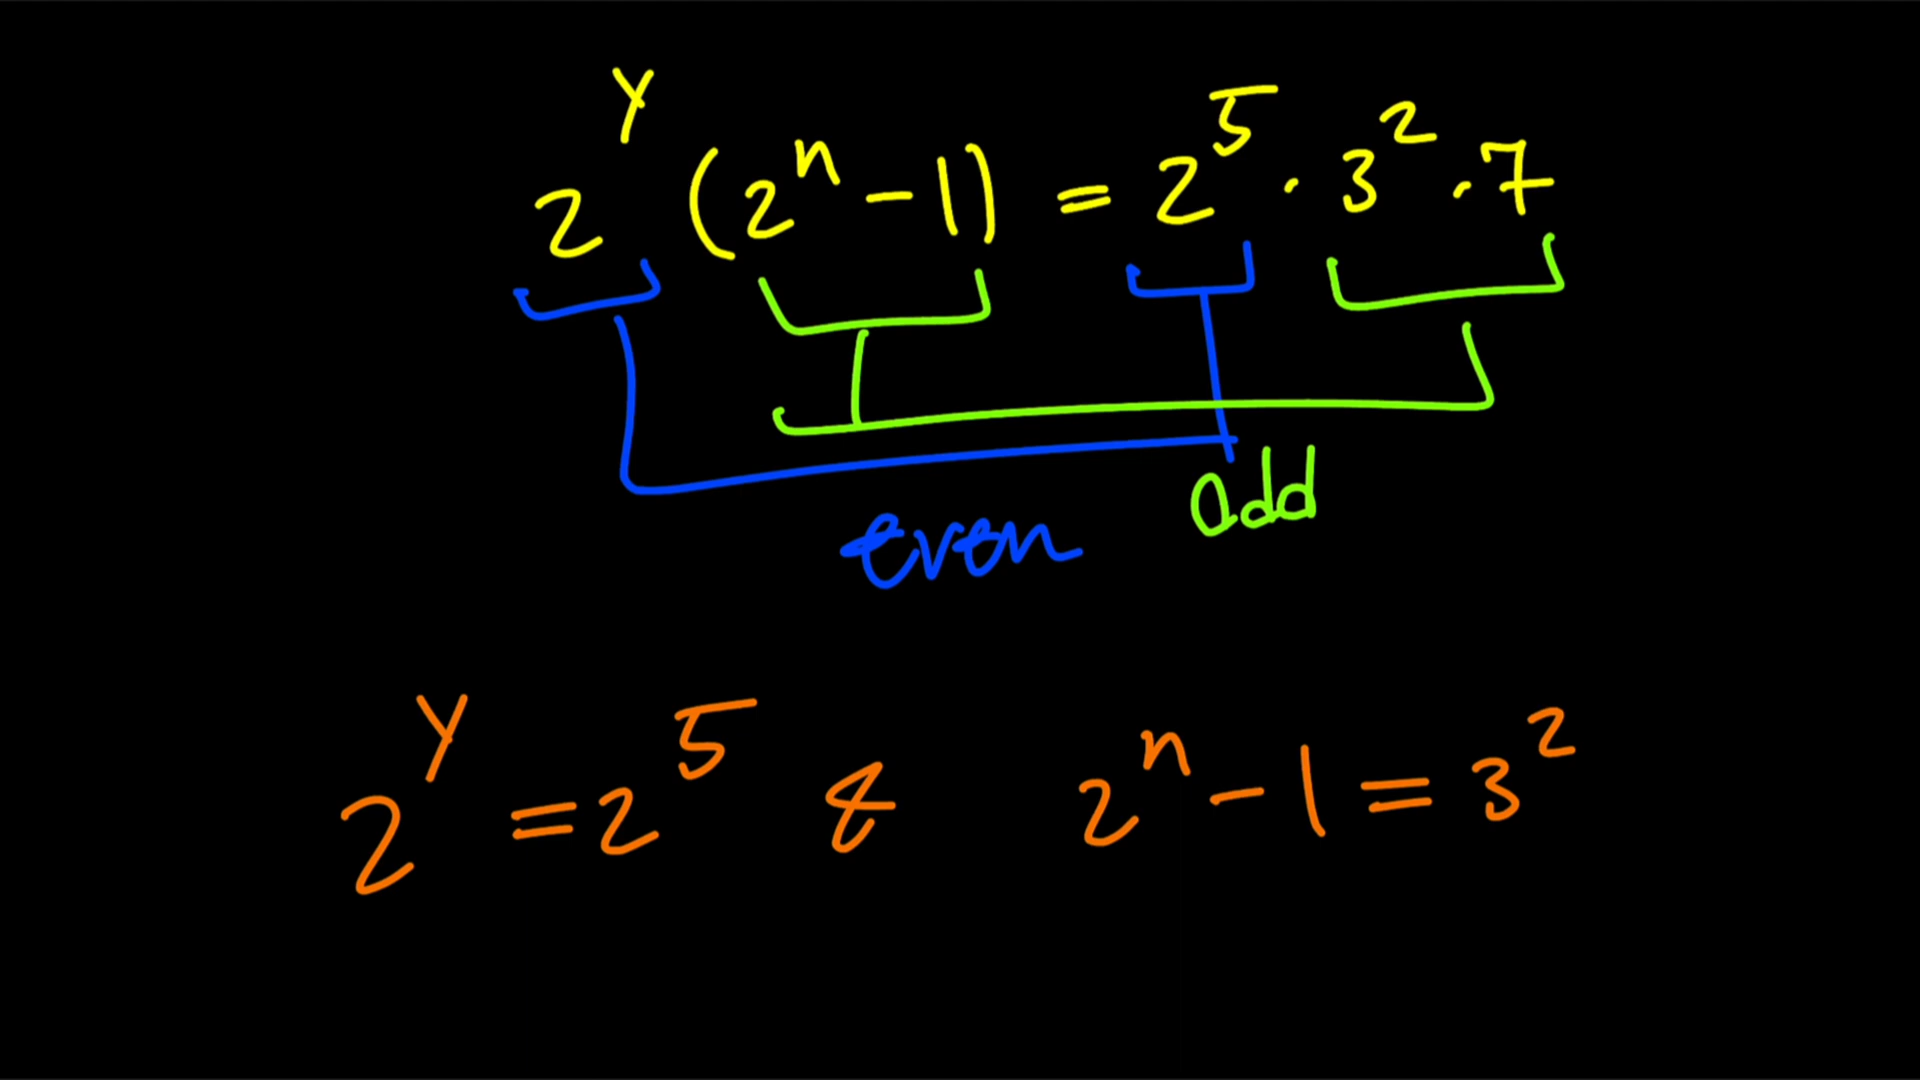 2^y (2^n - 1) = 2^5 · 3^2 · 7
odd
even
2^y = 2^5 & 2^n - 1 = 3^2